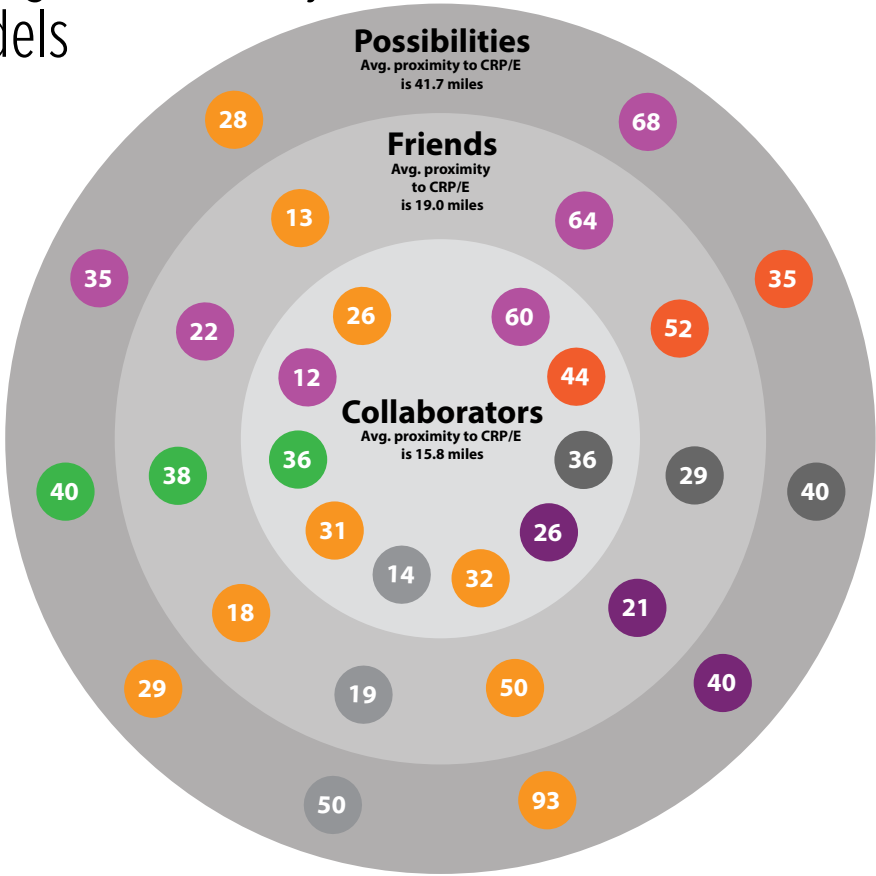 dels
Possibilities
Avg. proximity to CRP/E
is 41.7 miles
28
68
Friends
Avg. proximity
to CRP/E
is 19.0 miles
13
64
35
35
22
52
26
60
12
44
Collaborators
Avg. proximity to CRP/E
is 15.8 miles
36
36
38
29
40
40
31
26
14
32
18
21
29
19
50
40
50
93